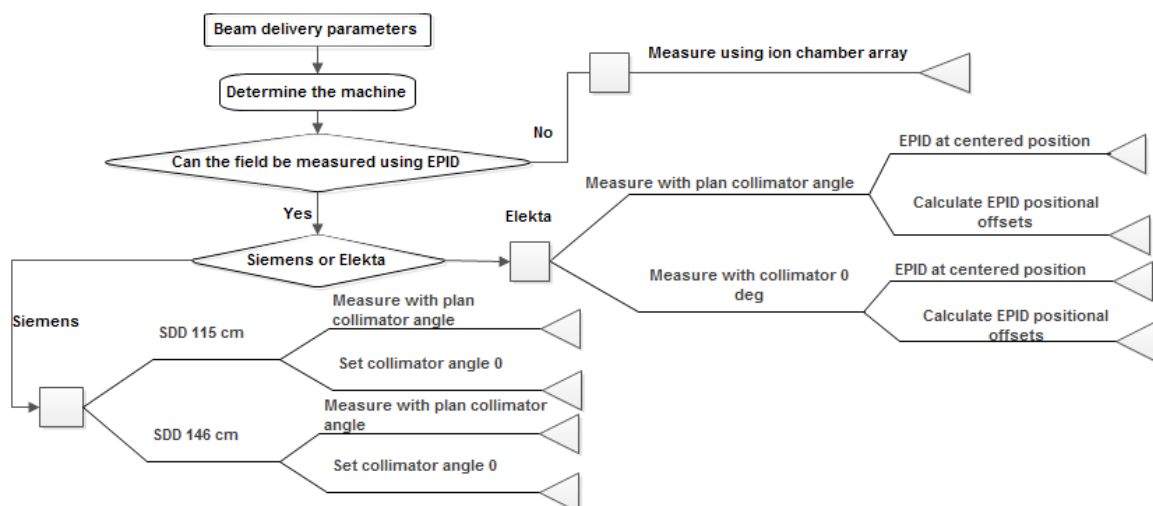 Beam delivery parameters
Determine the machine
Can the field be measured using EPID
No
Measure using ion chamber array
Yes
Siemens or Elekta
Elekta
Measure with plan collimator angle
EPID at centered position
Calculate EPID positional
offsets
Measure with collimator 0
deg
EPID at centered position
Calculate EPID positional
offsets
Siemens
SDD 115 cm
Measure with plan
collimator angle
Set collimator angle 0
SDD 146 cm
Measure with plan collimator
angle
Set collimator angle 0